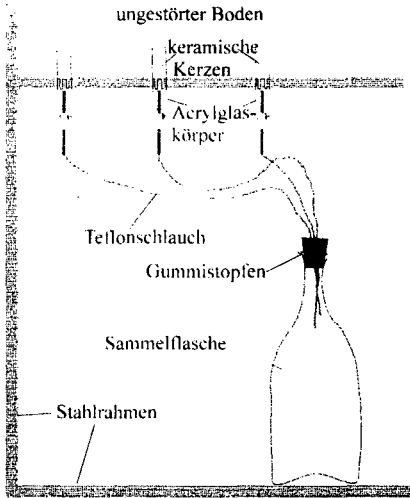 ungestörter Boden
keramische
Kerzen
Acrylglas-
körper
Teflonschlauch
Gummistopfen
Sammelflasche
Stahlrahmen